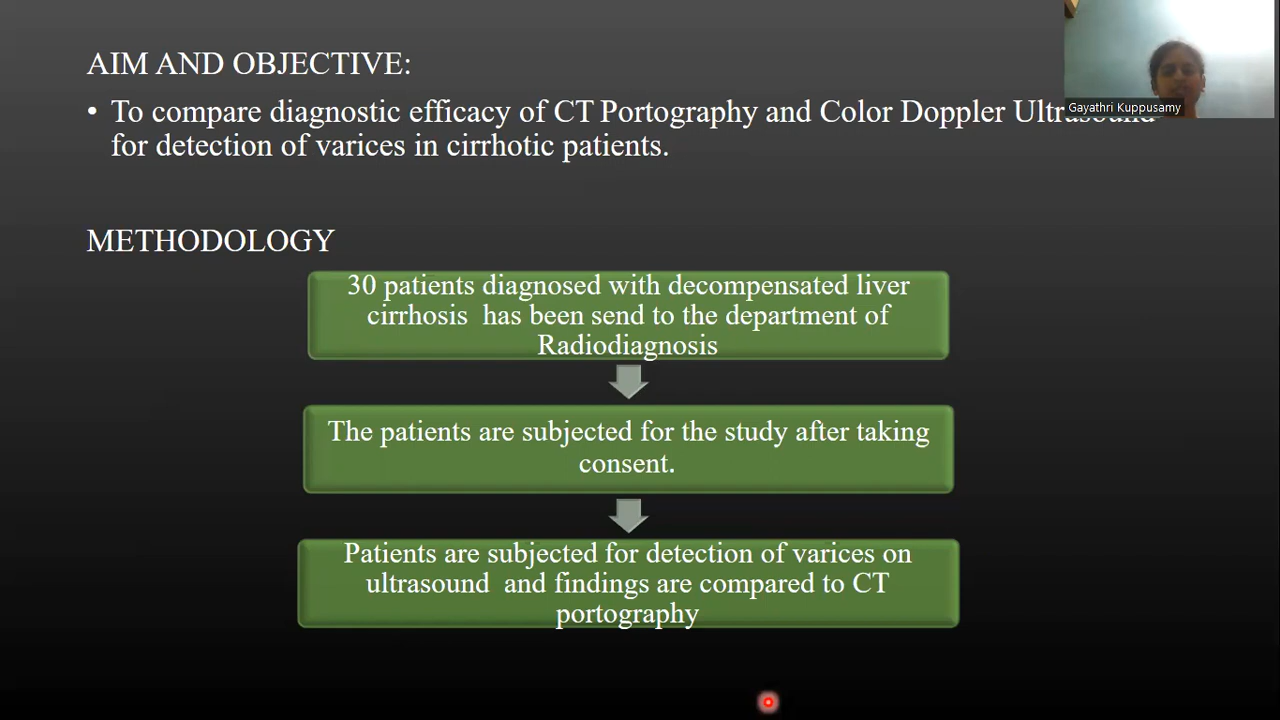 AIM AND OBJECTIVE:
• To compare diagnostic efficacy of CT Portography and Color Doppler Ultrasound
for detection of varices in cirrhotic patients.
Gayathri Kuppusamy
METHODOLOGY
30 patients diagnosed with decompensated liver
cirrhosis has been send to the department of
Radiodiagnosis
The patients are subjected for the study after taking
consent.
Patients are subjected for detection of varices on
ultrasound and findings are compared to CT
portography